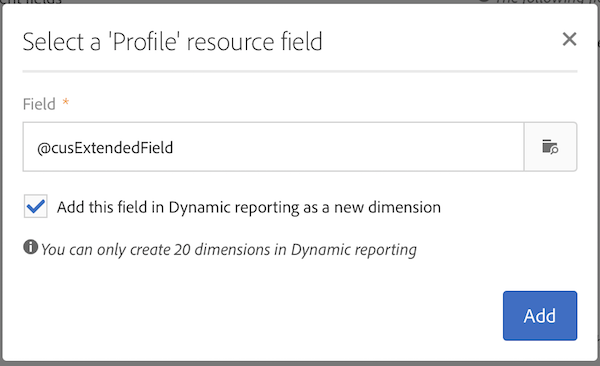 Select a 'Profile' resource field
Field *
@cusExtendedField
Add this field in Dynamic reporting as a new dimension
You can only create 20 dimensions in Dynamic reporting
Add